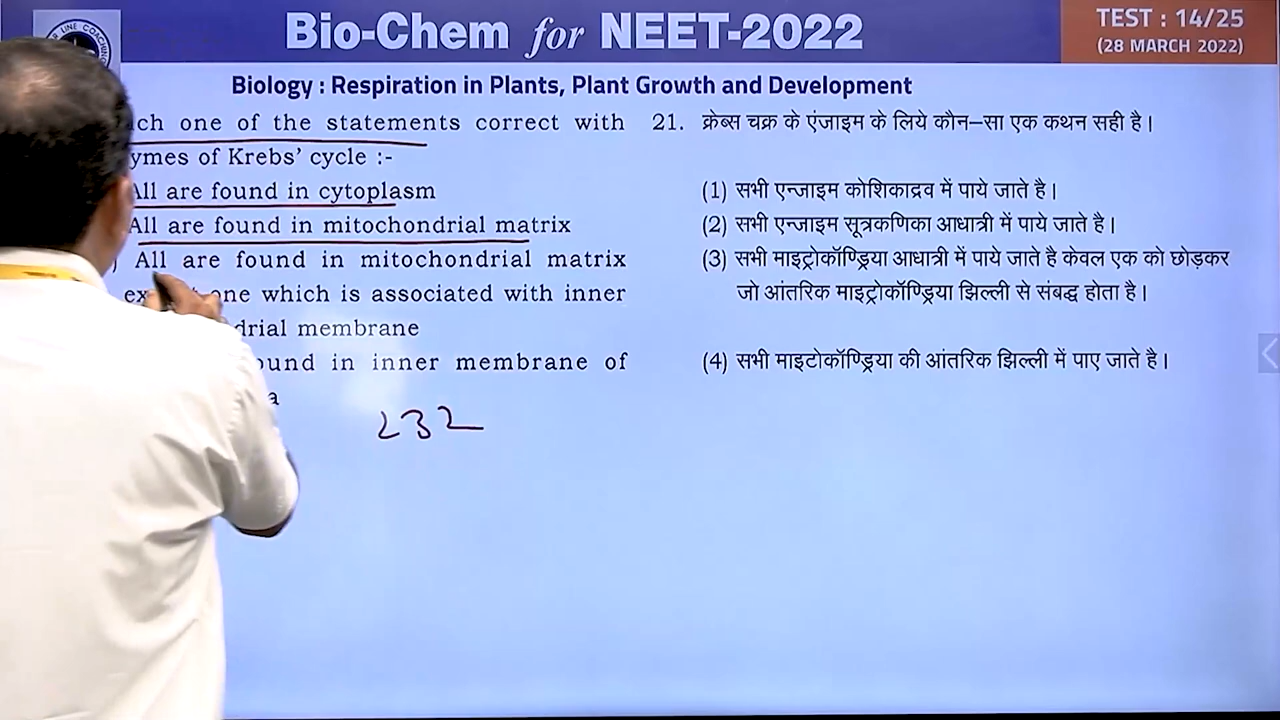 Bio-Chem for NEET-2022
TEST : 14/25
(28 MARCH 2022)
LINE COACHING
Biology : Respiration in Plants, Plant Growth and Development
one of the statements correct with
of Krebs’ cycle :-
All are found in cytoplasm
All are found in mitochondrial matrix
All are found in mitochondrial matrix
one which is associated with inner
membrane
in inner membrane of
232
21. क्रेब्स चक्र के एंजाइम के लिये कौन–सा एक कथन सही है।
(1) सभी एन्जाइम कोशिकाद्रव में पाये जाते है।
(2) सभी एन्जाइम सूत्रकणिका आधात्री में पाये जाते है।
(3) सभी माइट्रोकॉण्ड्रिया आधात्री में पाये जाते है केवल एक को छोड़कर
जो आंतरिक माइट्रोकॉण्ड्रिया झिल्ली से संबद्ध होता है।
(4) सभी माइटोकॉण्ड्रिया की आंतरिक झिल्ली में पाए जाते है।